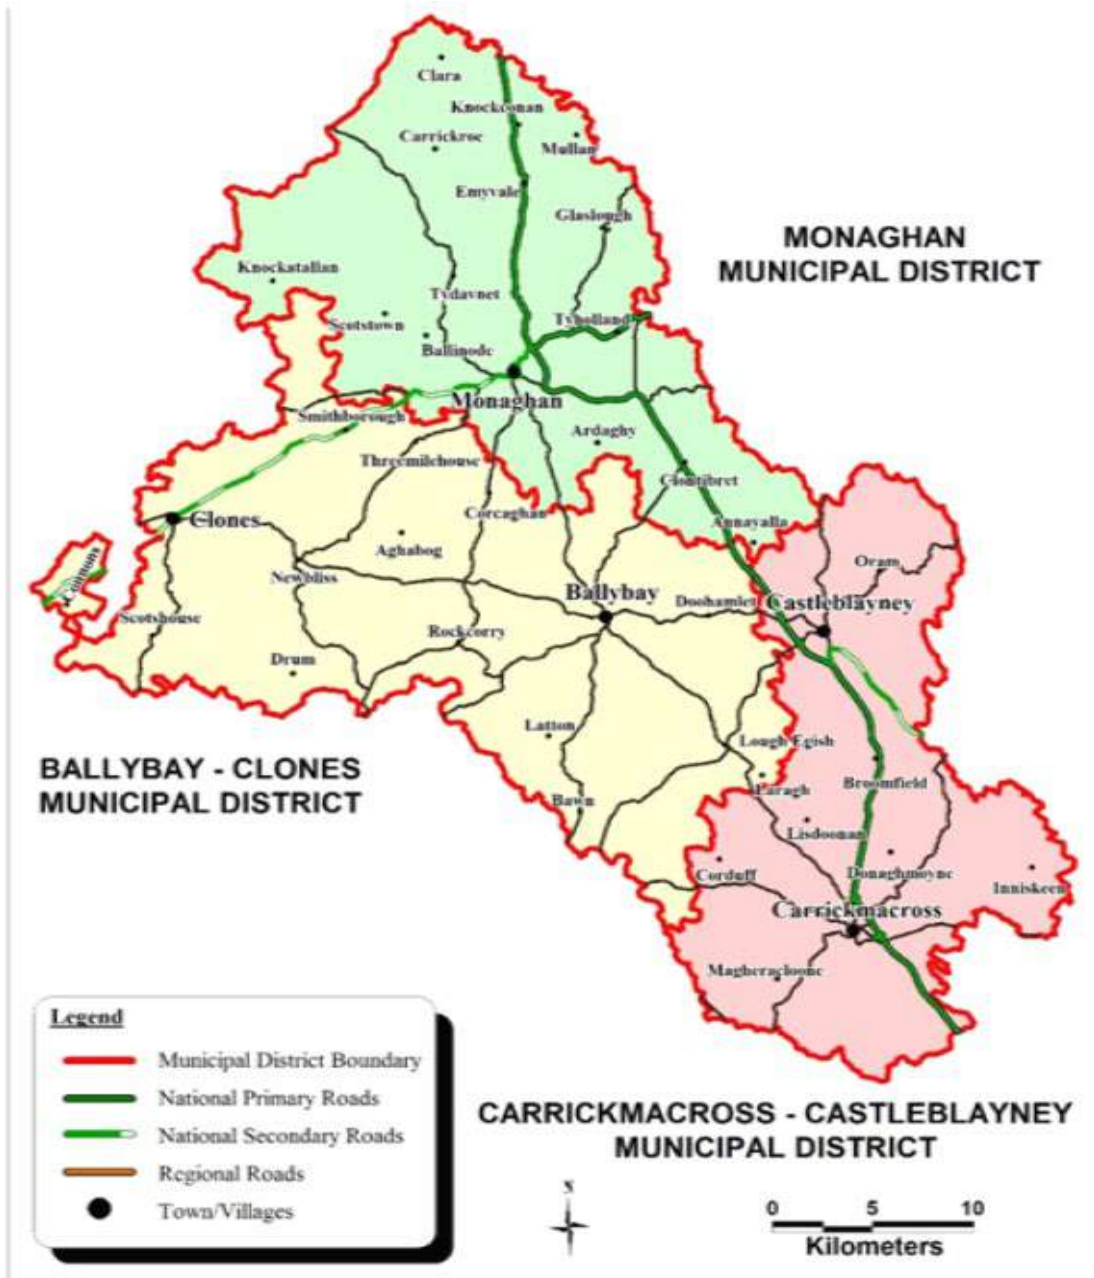 Clara
Knockconan
Carrickroe
Mullan
Emyvale
Glaslough
MONAGHAN
MUNICIPAL DISTRICT
Knockatallan
Tydavnet
Scotstown
Tyholland
Ballinode
Monaghan
Smithborough
Ardaghy
Threemilehouse
Clontibret
Corcaghan
Clones
Annayalla
Aghabog
Oram
Connons
Newbliss
Ballybay
Doohamlet
Castleblayney
Scotshouse
Rockcorry
Drum
Latton
Lough Egish
BALLYBAY - CLONES
MUNICIPAL DISTRICT
Broomfield
Laragh
Bawn
Lisdoonan
Corduff
Donaghmoyne
Inniskeen
Carrickmacross
Magheracloone
Legend
Municipal District Boundary
National Primary Roads
National Secondary Roads
Regional Roads
Town/Villages
CARRICKMACROSS - CASTLEBLAYNEY
MUNICIPAL DISTRICT
N
0 5 10
Kilometers